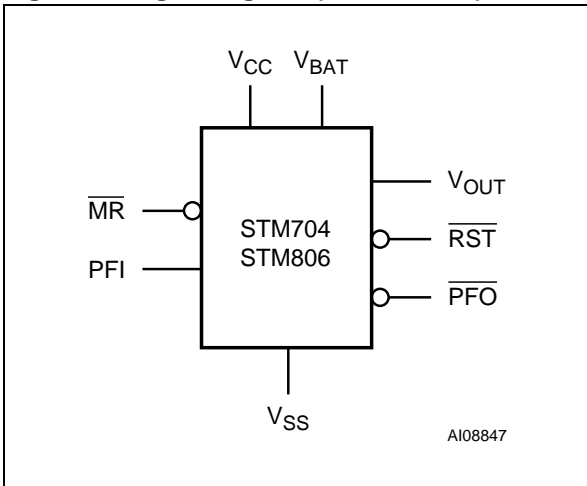 VCC VBAT
VOUT
MR
STM704
RST
STM806
PFI
PFO
VSS
AI08847